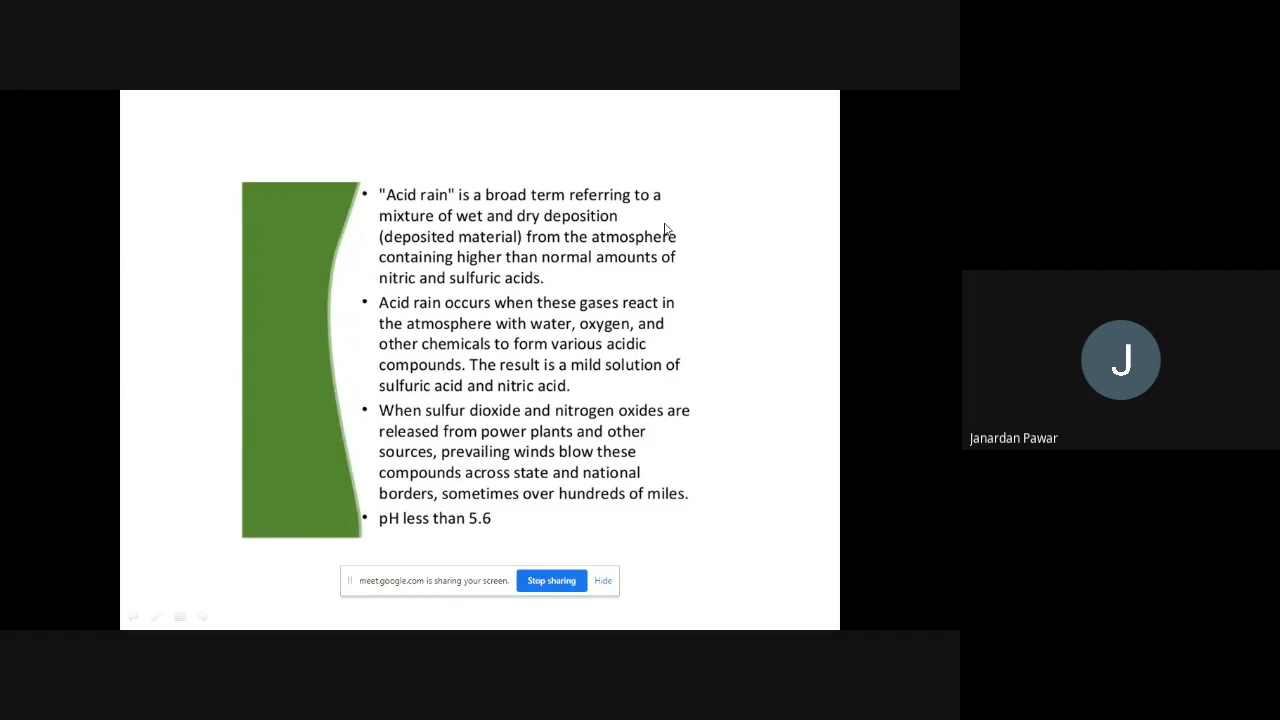 • "Acid rain" is a broad term referring to a
mixture of wet and dry deposition
(deposited material) from the atmosphere
containing higher than normal amounts of
nitric and sulfuric acids.
• Acid rain occurs when these gases react in
the atmosphere with water, oxygen, and
other chemicals to form various acidic
compounds. The result is a mild solution of
sulfuric acid and nitric acid.
• When sulfur dioxide and nitrogen oxides are
released from power plants and other
sources, prevailing winds blow these
compounds across state and national
borders, sometimes over hundreds of miles.
• pH less than 5.6
meet.google.com is sharing your screen. Stop sharing Hide
J
Janardan Pawar